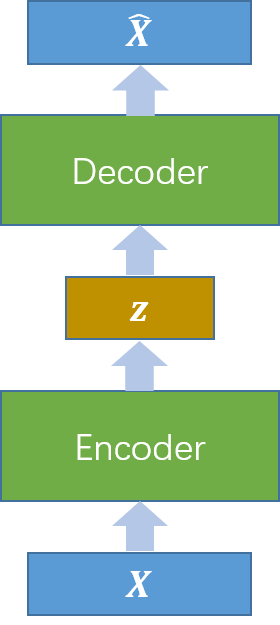 X̂
Decoder
z
Encoder
X